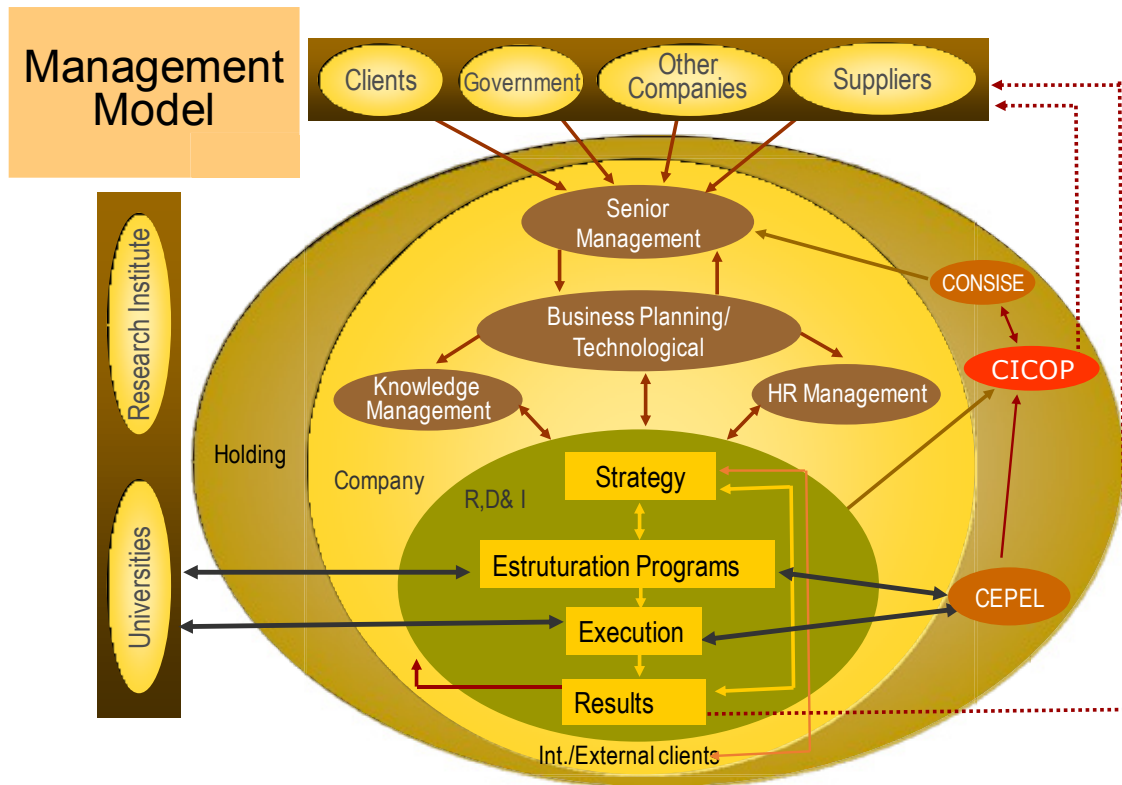 Management
Model
Clients
Government
Other
Companies
Suppliers
Research Institute
Universities
Holding
Company
Senior
Management
Business Planning/
Technological
Knowledge
Management
HR Management
CONSISE
CICOP
CEPEL
R,D& I
Strategy
Estruturation Programs
Execution
Results
Int./External clients